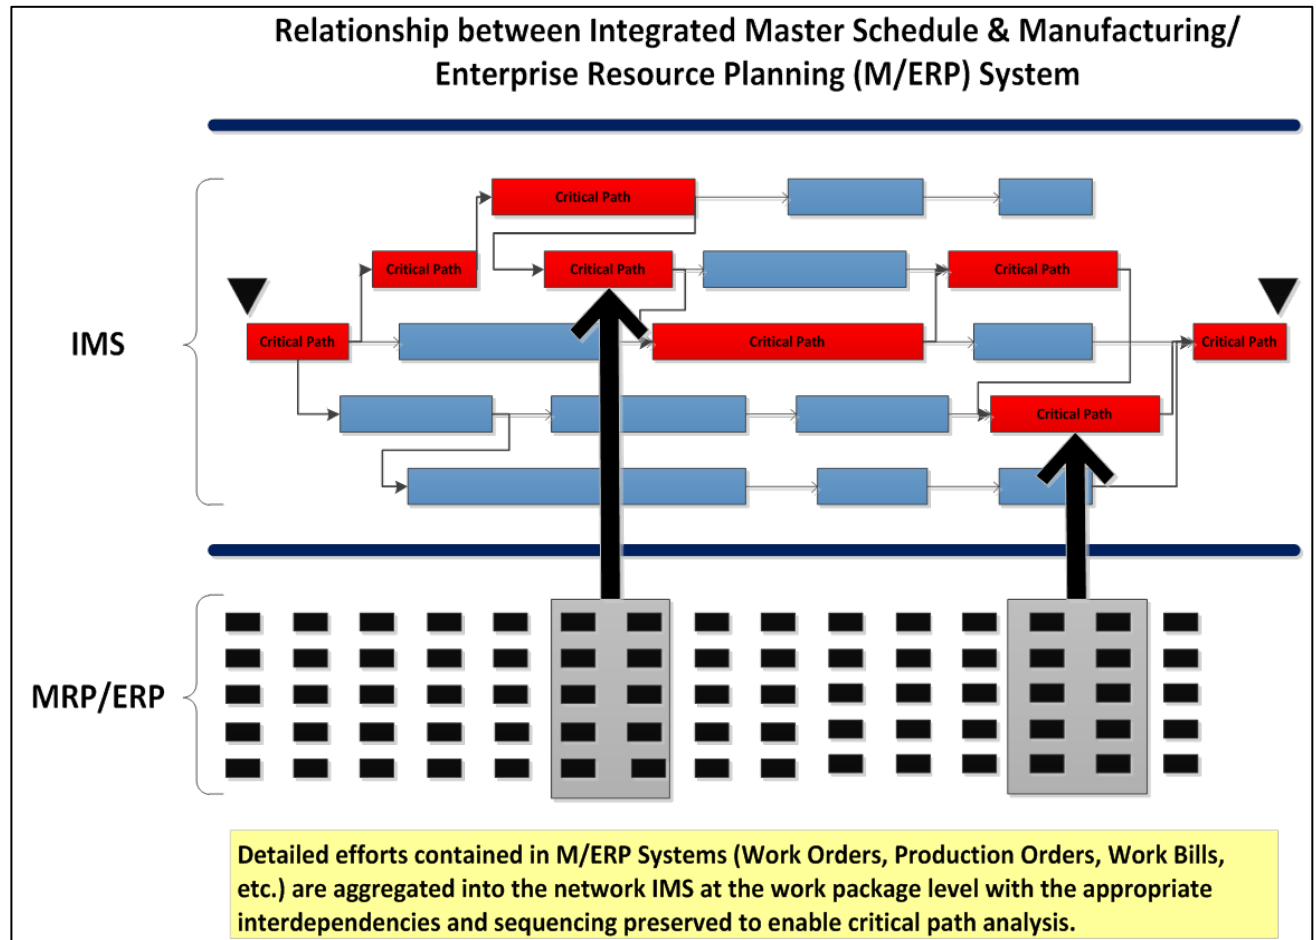 Relationship between Integrated Master Schedule & Manufacturing/
Enterprise Resource Planning (M/ERP) System
Critical Path
Critical Path
Critical Path
Critical Path
IMS
Critical Path
Critical Path
Critical Path
Critical Path
MRP/ERP
Detailed efforts contained in M/ERP Systems (Work Orders, Production Orders, Work Bills,
etc.) are aggregated into the network IMS at the work package level with the appropriate
interdependencies and sequencing preserved to enable critical path analysis.